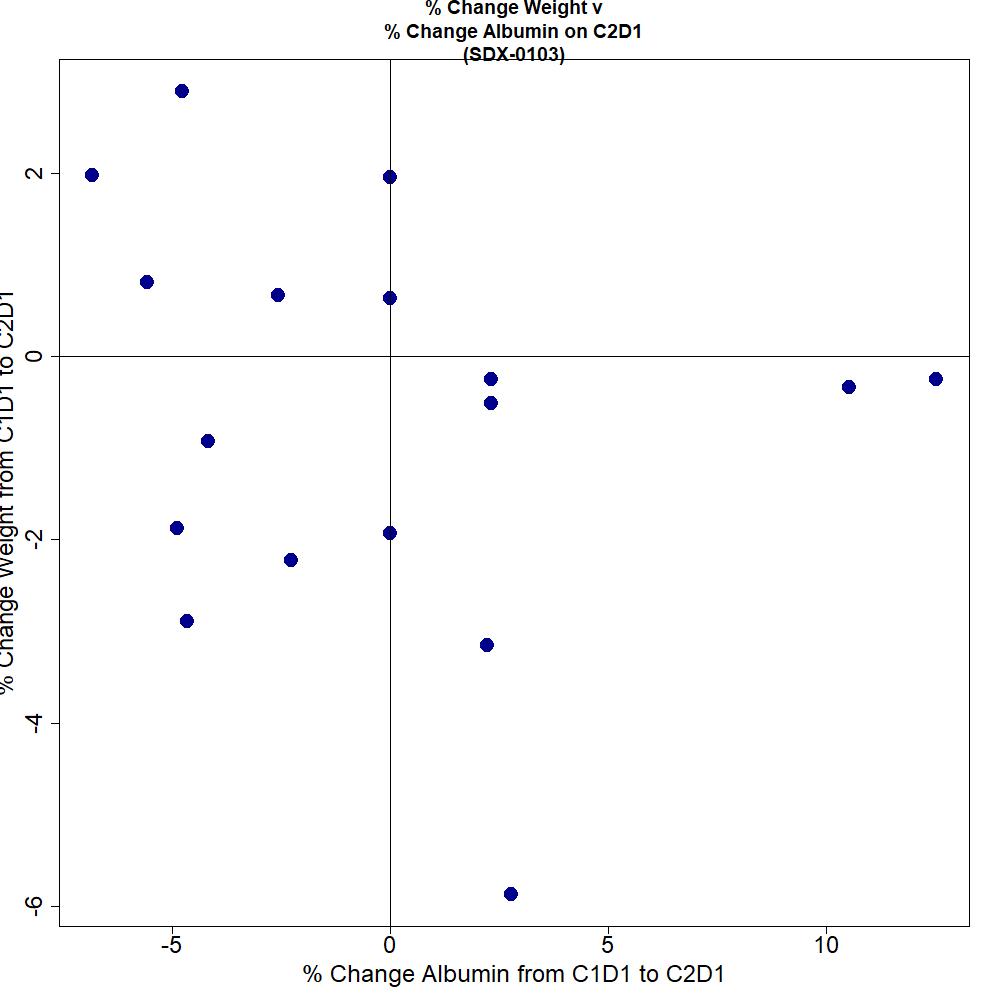 % Change Weight v
% Change Albumin on C2D1
(SDX-0103)
% Change Weight from C1D1 to C2D1
2
0
-2
-4
-6
-5
0
5
10
% Change Albumin from C1D1 to C2D1